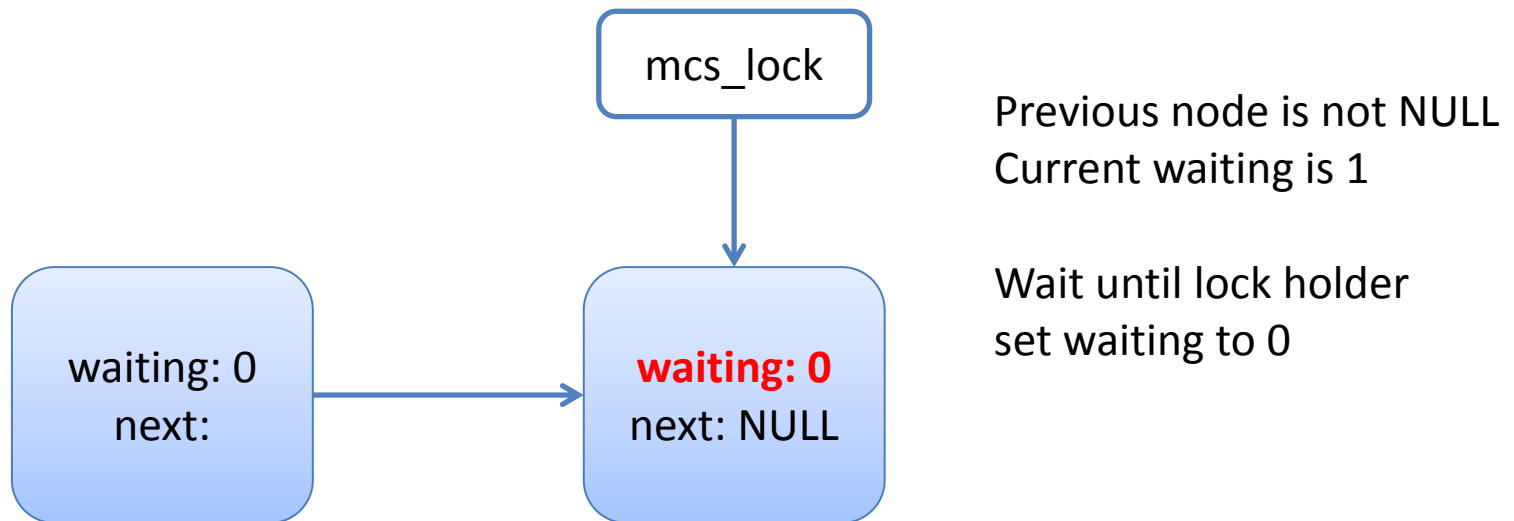 mcs_lock
Previous node is not NULL
Current waiting is 1
Wait until lock holder
set waiting to 0
waiting: 0
next:
waiting: 0
next: NULL